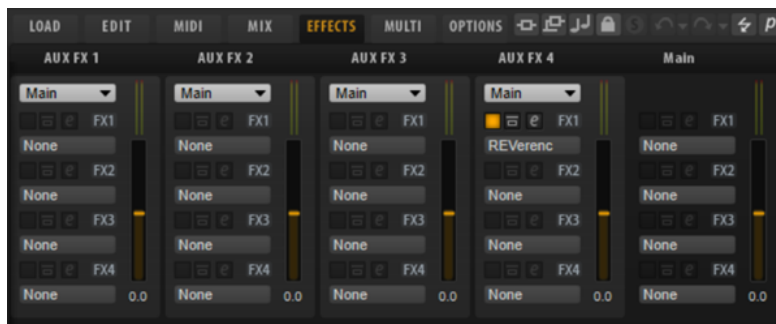 LOAD EDIT MIDI MIX EFFECTS MULTI OPTIONS
AUX FX 1 AUX FX 2 AUX FX 3 AUX FX 4 Main
Main Main Main Main
e FX1 e FX1 e FX1 e FX1 e FX1
None None None REVerenc None
e FX2 e FX2 e FX2 e FX2 e FX2
None None None None None
e FX3 e FX3 e FX3 e FX3 e FX3
None None None None None
e FX4 e FX4 e FX4 e FX4 e FX4
None 0.0 None 0.0 None 0.0 None 0.0 None 0.0